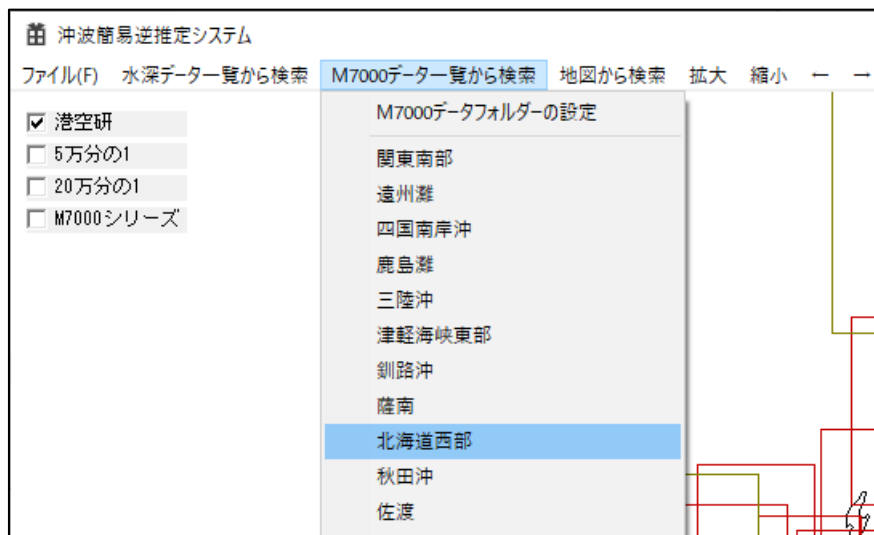 沖波簡易逆推定システム
ファイル(F) 水深データ一覧から検索 M7000データ一覧から検索 地図から検索 拡大 縮小 ← →
M7000データフォルダーの設定
港空研
5万分の1
20万分の1
M7000シリーズ
関東南部
遠州灘
四国南岸沖
鹿島灘
三陸沖
津軽海峡東部
釧路沖
薩南
北海道西部
秋田沖
佐渡